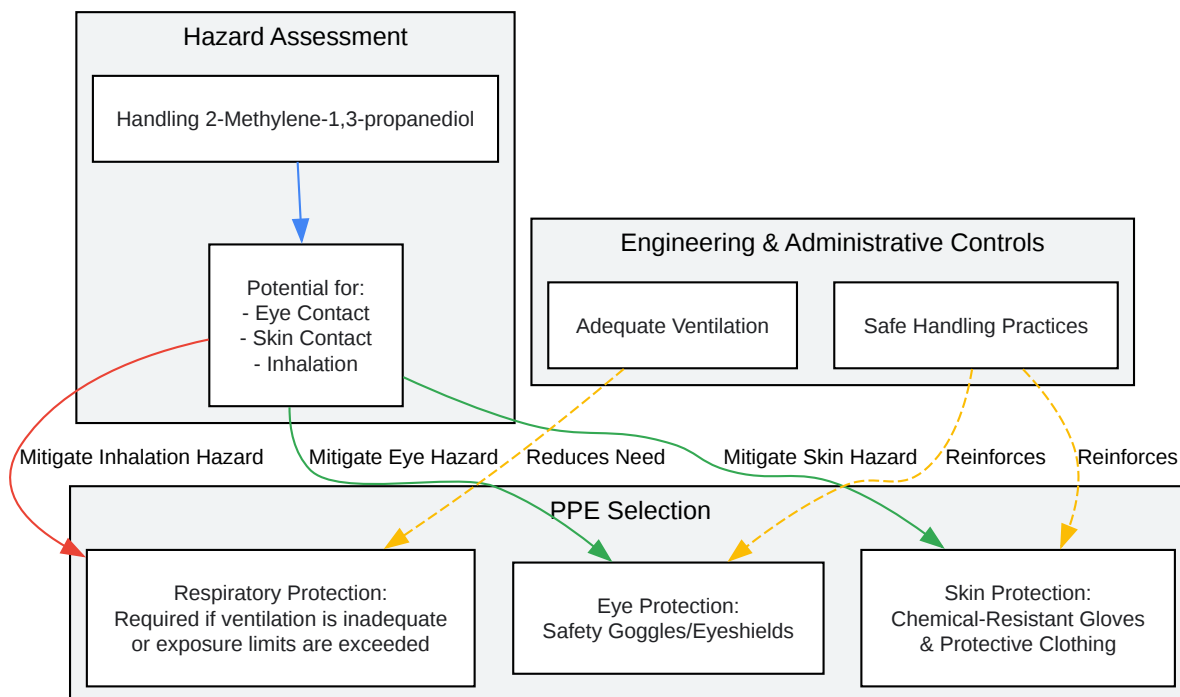 Hazard Assessment
Handling 2-Methylene-1,3-propanediol
Potential for:
- Eye Contact
- Skin Contact
- Inhalation
Engineering & Administrative Controls
Adequate Ventilation
Safe Handling Practices
Mitigate Inhalation Hazard
Mitigate Eye Hazard
Reduces Need
Mitigate Skin Hazard
Reinforces
Reinforces
PPE Selection
Respiratory Protection:
Required if ventilation is inadequate
or exposure limits are exceeded
Eye Protection:
Safety Goggles/Eyeshields
Skin Protection:
Chemical-Resistant Gloves
& Protective Clothing